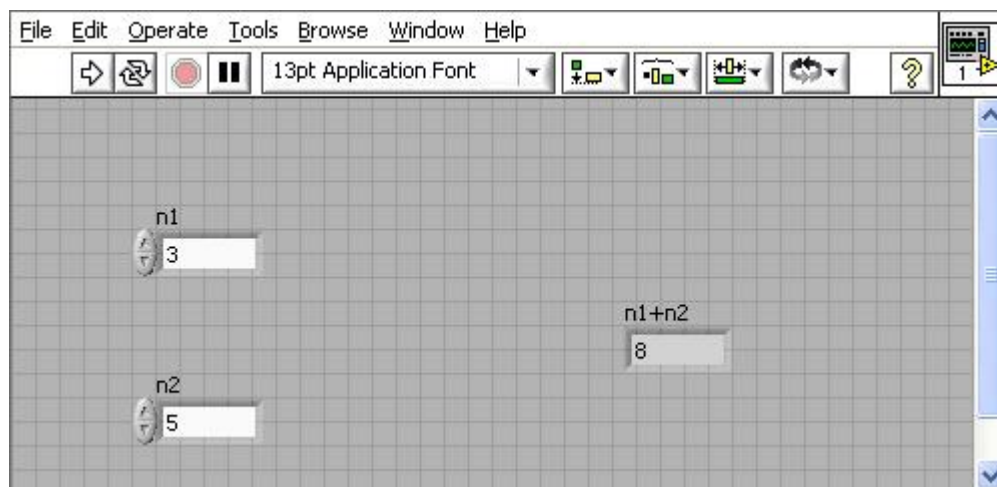 File Edit Operate Tools Browse Window Help
13pt Application Font
?
1
n1
3
n1+n2
8
n2
5